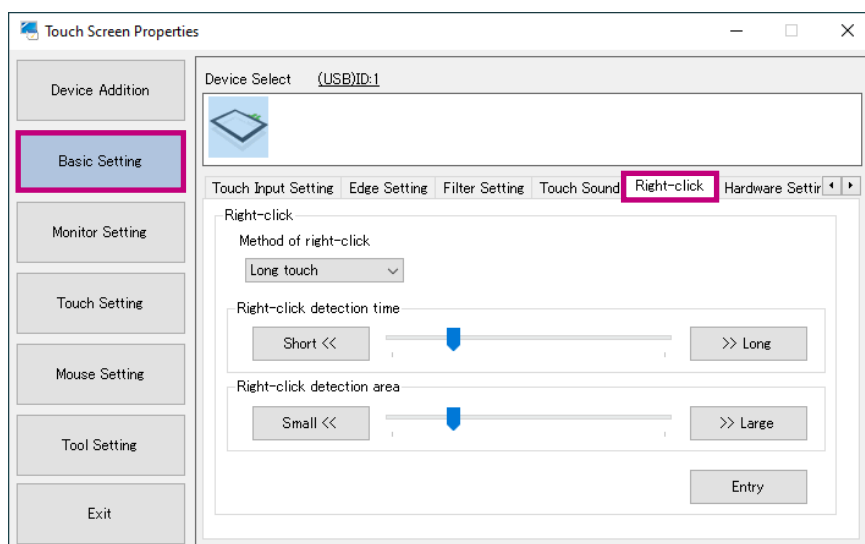 Touch Screen Properties
Device Addition
Basic Setting
Monitor Setting
Touch Setting
Mouse Setting
Tool Setting
Exit
Device Select (USB)ID:1
Touch Input Setting Edge Setting Filter Setting Touch Sound Right-click Hardware Settin
Right-click
Method of right-click
Long touch
Right-click detection time
Short << >> Long
Right-click detection area
Small << >> Large
Entry